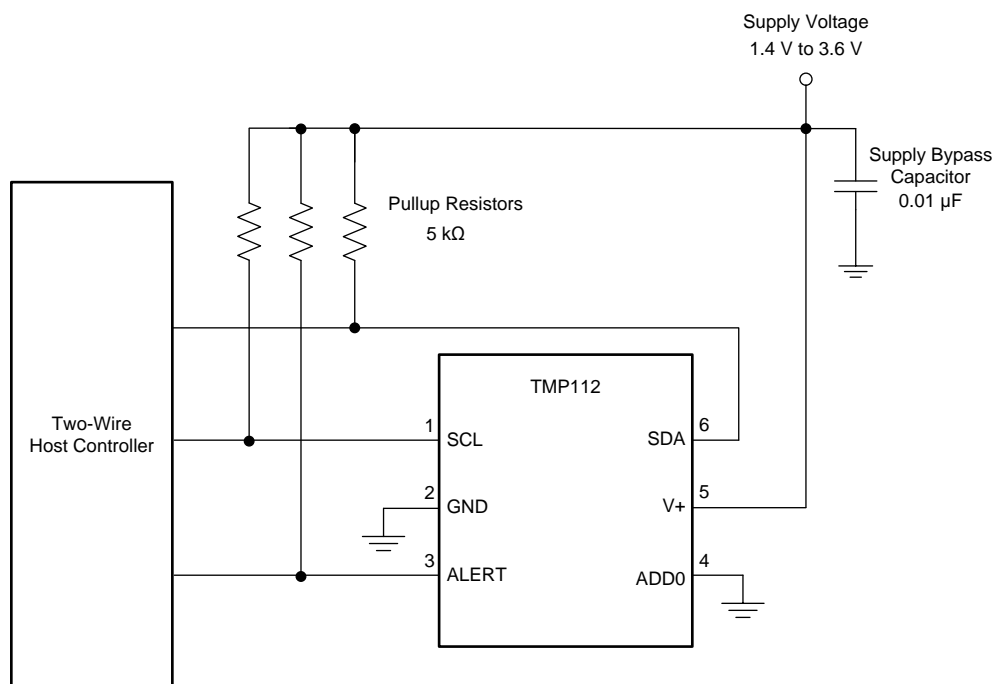 Supply Voltage
1.4 V to 3.6 V
Supply Bypass
Capacitor
0.01 µF
Pullup Resistors
5 kΩ
Two-Wire
Host Controller
TMP112
1
SCL
2
GND
3
ALERT
6
SDA
5
V+
4
ADD0